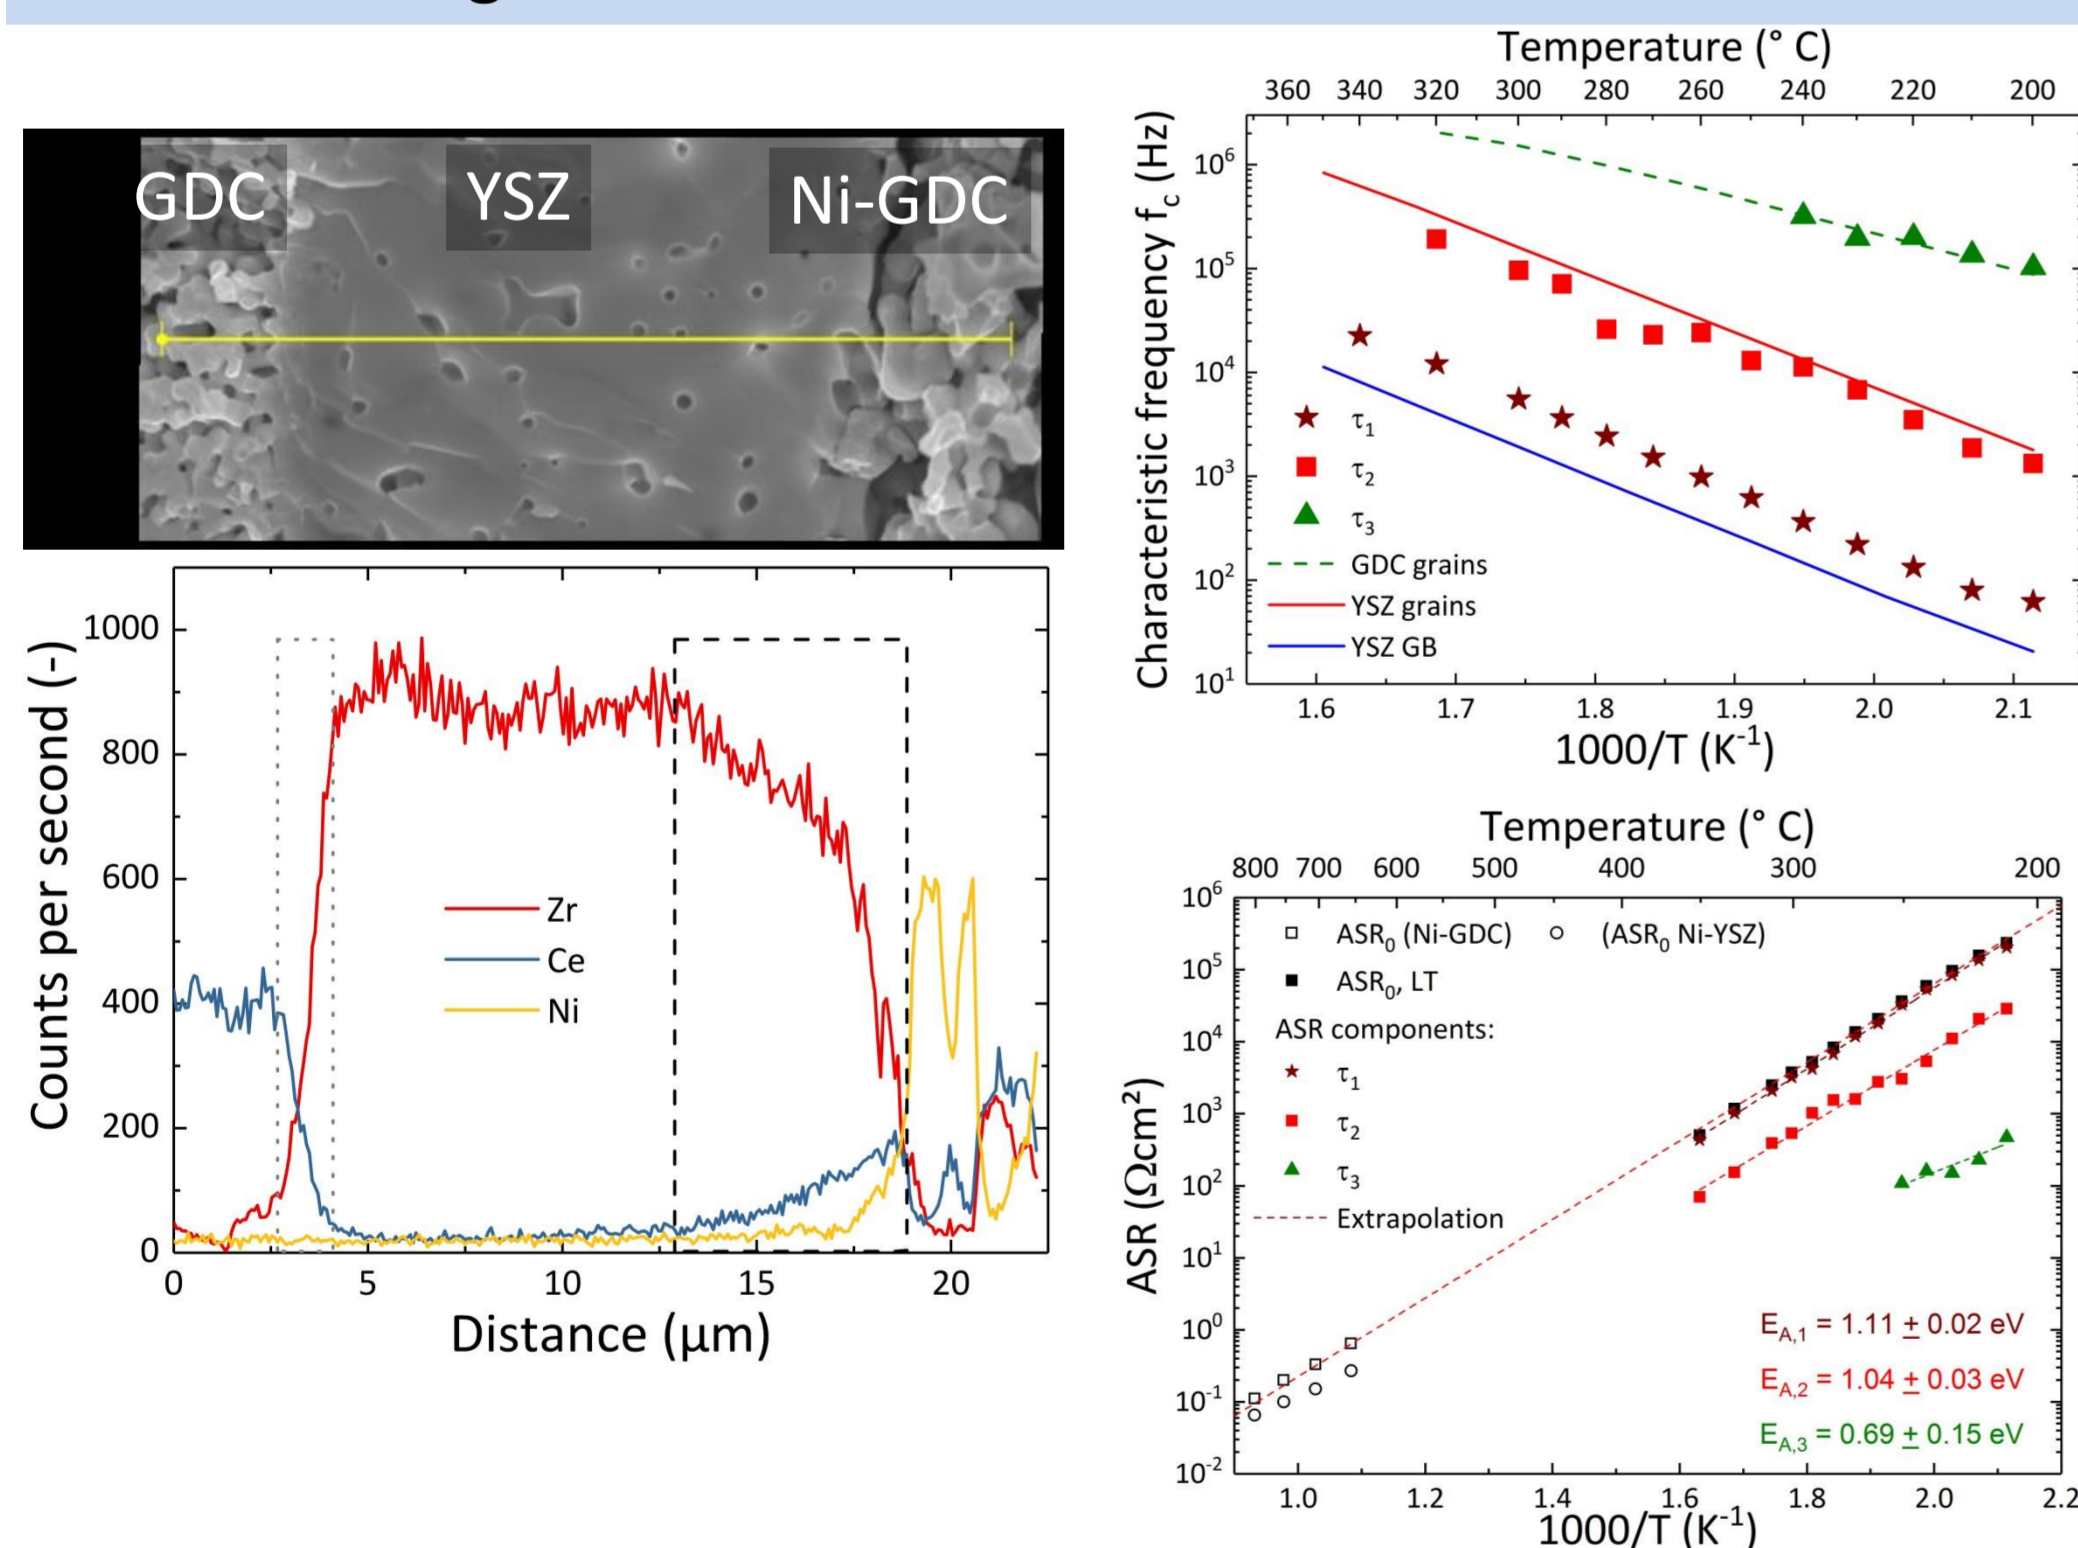 GDC
YSZ
Ni-GDC
1000
800
600
400
200
0
0
5
10
15
20
Counts per second (-)
Distance (µm)
Zr
Ce
Ni
Temperature (° C)
360 340 320 300 280 260 240 220 200
Characteristic frequency f_c (Hz)
10^6
10^5
10^4
10^3
10^2
10^1
τ_1
τ_2
τ_3
GDC grains
YSZ grains
YSZ GB
1.6 1.7 1.8 1.9 2.0 2.1
1000/T (K^-1)
Temperature (° C)
800 700 600 500 400 300 200
ASR (Ωcm²)
10^6
10^5
10^4
10^3
10^2
10^1
10^0
10^-1
10^-2
ASR_0 (Ni-GDC)
(ASR_0 Ni-YSZ)
ASR_0, LT
ASR components:
τ_1
τ_2
τ_3
Extrapolation
E_A,1 = 1.11 ± 0.02 eV
E_A,2 = 1.04 ± 0.03 eV
E_A,3 = 0.69 ± 0.15 eV
1.0 1.2 1.4 1.6 1.8 2.0 2.2
1000/T (K^-1)